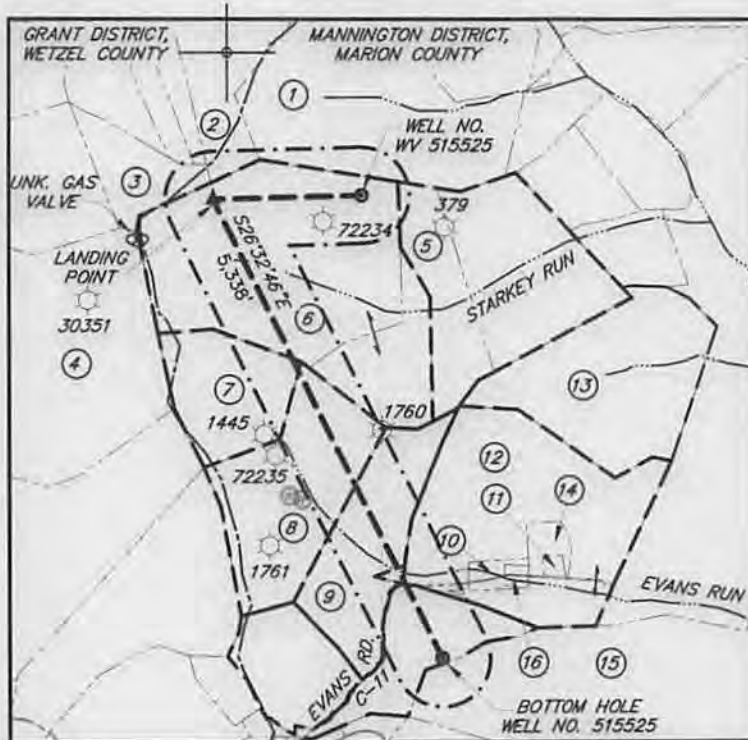 GRANT DISTRICT,
WETZEL COUNTY
MANNINGTON DISTRICT,
MARION COUNTY
1
2
WELL NO.
WV 515525
3
UNK. GAS
VALVE
379
72234
5
LANDING
POINT
S26°32'46"E
5,338'
STARKEY RUN
30351
6
4
7
13
1760
1445
12
72235
11
14
8
10
1761
EVANS RUN
9
EVANS RD.
C-11
16
15
BOTTOM HOLE
WELL NO. 515525